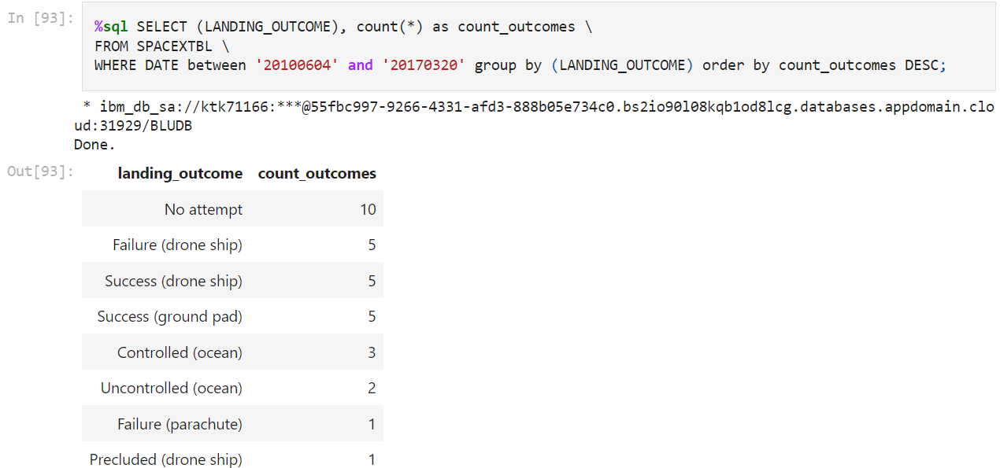 In [93]:
%sql SELECT (LANDING_OUTCOME), count(*) as count_outcomes \
FROM SPACEXTBL \
WHERE DATE between '20100604' and '20170320' group by (LANDING_OUTCOME) order by count_outcomes DESC;
* ibm_db_sa://ktk71166:***@55fbc997-9266-4331-afd3-888b05e734c0.bs2io90l08kqb1od8lcg.databases.appdomain.clo
ud:31929/BLUDB
Done.
Out[93]:
landing_outcome count_outcomes
No attempt 10
Failure (drone ship) 5
Success (drone ship) 5
Success (ground pad) 5
Controlled (ocean) 3
Uncontrolled (ocean) 2
Failure (parachute) 1
Precluded (drone ship) 1